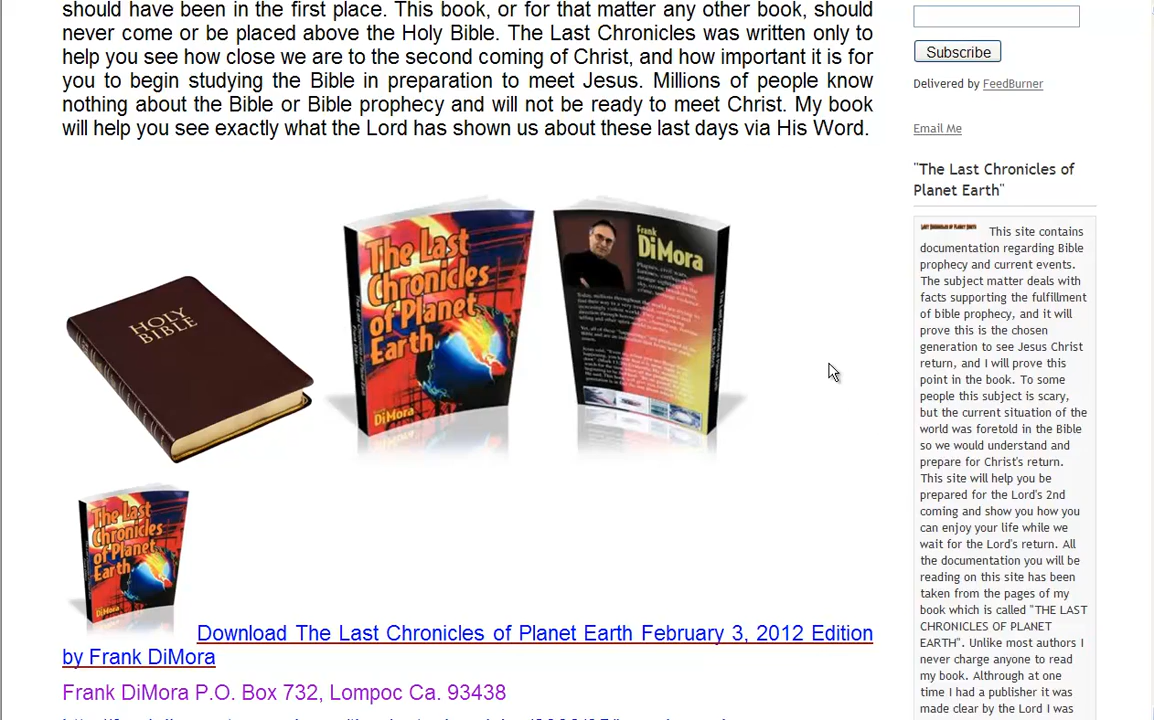 should have been in the first place. This book, or for that matter any other book, should
never come or be placed above the Holy Bible. The Last Chronicles was written only to
help you see how close we are to the second coming of Christ, and how important it is for
you to begin studying the Bible in preparation to meet Jesus. Millions of people know
nothing about the Bible or Bible prophecy and will not be ready to meet Christ. My book
will help you see exactly what the Lord has shown us about these last days via His Word.
HOLY
BIBLE
The Last
Chronicles
of Planet
Earth
DiMora
Frank
DiMora
The Last
Chronicles
of Planet
Earth
DiMora
Download The Last Chronicles of Planet Earth February 3, 2012 Edition
by Frank DiMora
Frank DiMora P.O. Box 732, Lompoc Ca. 93438
Subscribe
Delivered by FeedBurner
Email Me
"The Last Chronicles of
Planet Earth"
LAST CHRONICLES OF PLANET EARTH
This site contains
documentation regarding Bible
prophecy and current events.
The subject matter deals with
facts supporting the fulfillment
of bible prophecy, and it will
prove this is the chosen
generation to see Jesus Christ
return, and I will prove this
point in the book. To some
people this subject is scary,
but the current situation of the
world was foretold in the Bible
so we would understand and
prepare for Christ's return.
This site will help you be
prepared for the Lord's 2nd
coming and show you how you
can enjoy your life while we
wait for the Lord's return. All
the documentation you will be
reading on this site has been
taken from the pages of my
book which is called "THE LAST
CHRONICLES OF PLANET
EARTH". Unlike most authors I
never charge anyone to read
my book. Althrough at one
time I had a publisher it was
made clear by the Lord I was